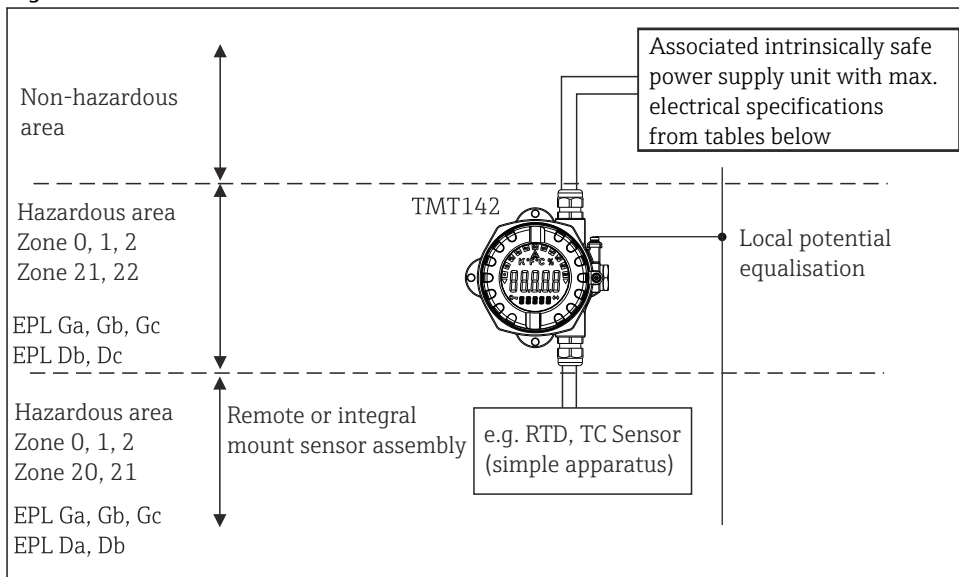 Associated intrinsically safe
power supply unit with max.
electrical specifications
from tables below
Non-hazardous
area
Hazardous area
Zone 0, 1, 2
Zone 21, 22
EPL Ga, Gb, Gc
EPL Db, Dc
TMT142
K °F °C %
Local potential
equalisation
Hazardous area
Zone 0, 1, 2
Zone 20, 21
EPL Ga, Gb, Gc
EPL Da, Db
Remote or integral
mount sensor assembly
e.g. RTD, TC Sensor
(simple apparatus)